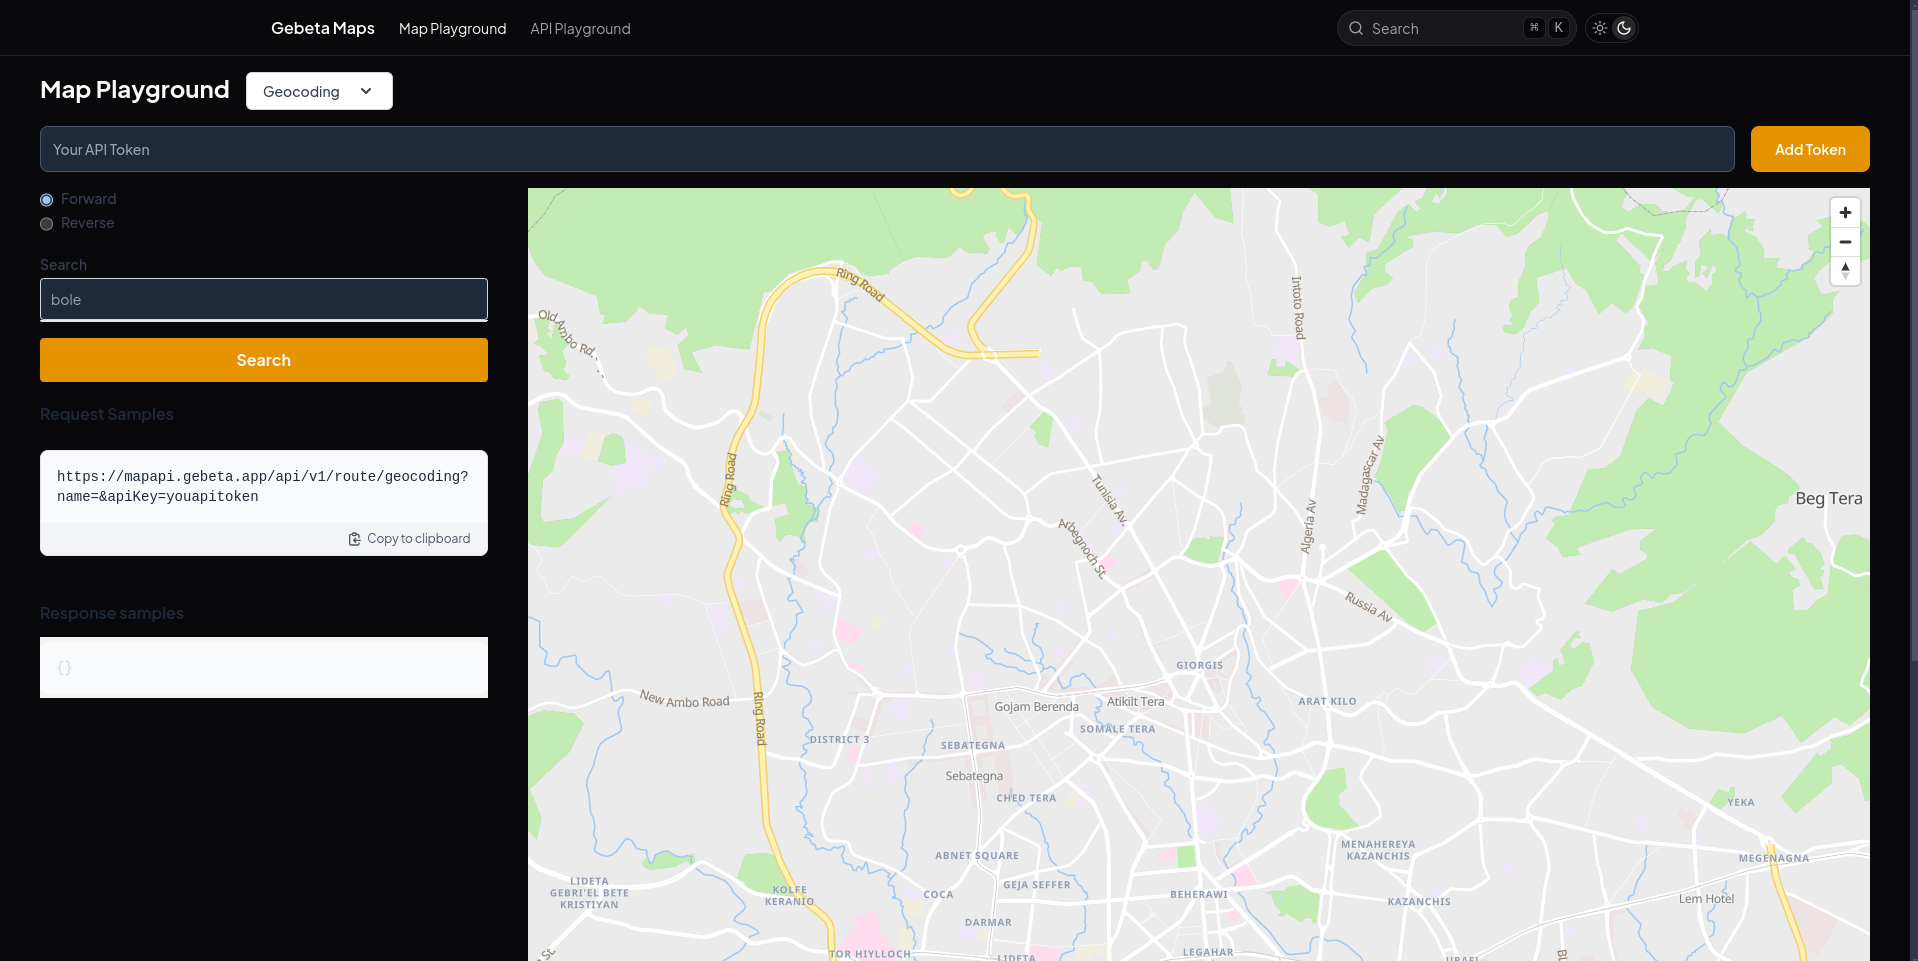 Gebeta Maps
Map Playground
API Playground
Search
⌘ K
Map Playground
Geocoding
Your API Token
Add Token
Forward
Reverse
Search
bole
Search
Request Samples
https://mapapi.gebeta.app/api/v1/route/geocoding?
name=&apiKey=youapitoken
Copy to clipboard
Response samples
{}
Ring Road
Old Ambo Rd.
Intoto Road
Ring Road
Tunisia Av.
Madagascar Av
Algeria Av
Arbegnoch St.
Beg Tera
Russia Av
GIORGIS
New Ambo Road
Ring Road
Gojam Berenda
Atikilt Tera
ARAT KILO
SOMALE TERA
DISTRICT 3
SEBATEGNA
Sebategna
CHED TERA
YEKA
MENAHEREYA
KAZANCHIS
ABNET SQUARE
MEGENAGNA
LIDETA
GEBRI'EL BETE
KRISTIYAN
KOLFE
KERANIO
COCA
GEJA SEFFER
BEHERAWI
KAZANCHIS
Lem Hotel
DARMAR
TOR HIYLLOCH
LIDETA
LEGAHAR
URAEL
St.